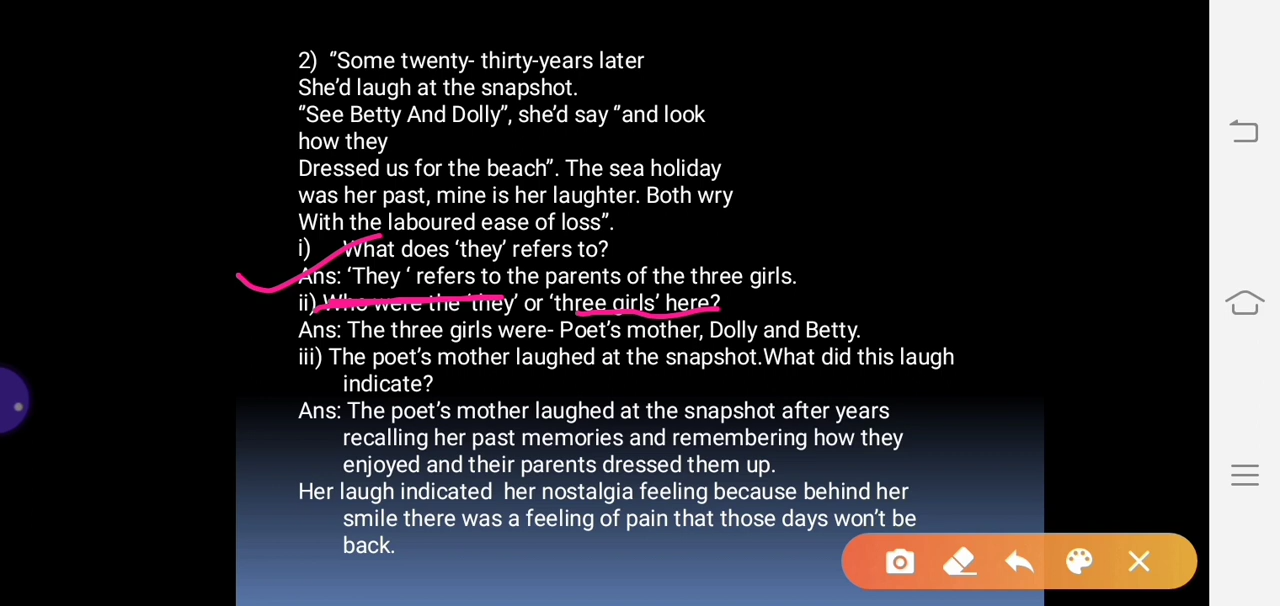 2) "Some twenty- thirty-years later
She'd laugh at the snapshot.
"See Betty And Dolly", she'd say "and look
how they
Dressed us for the beach". The sea holiday
was her past, mine is her laughter. Both wry
With the laboured ease of loss".
i) What does 'they' refers to?
Ans: 'They ' refers to the parents of the three girls.
ii) Who were the 'they' or 'three girls' here?
Ans: The three girls were- Poet's mother, Dolly and Betty.
iii) The poet's mother laughed at the snapshot.What did this laugh
indicate?
Ans: The poet's mother laughed at the snapshot after years
recalling her past memories and remembering how they
enjoyed and their parents dressed them up.
Her laugh indicated her nostalgia feeling because behind her
smile there was a feeling of pain that those days won't be
back.